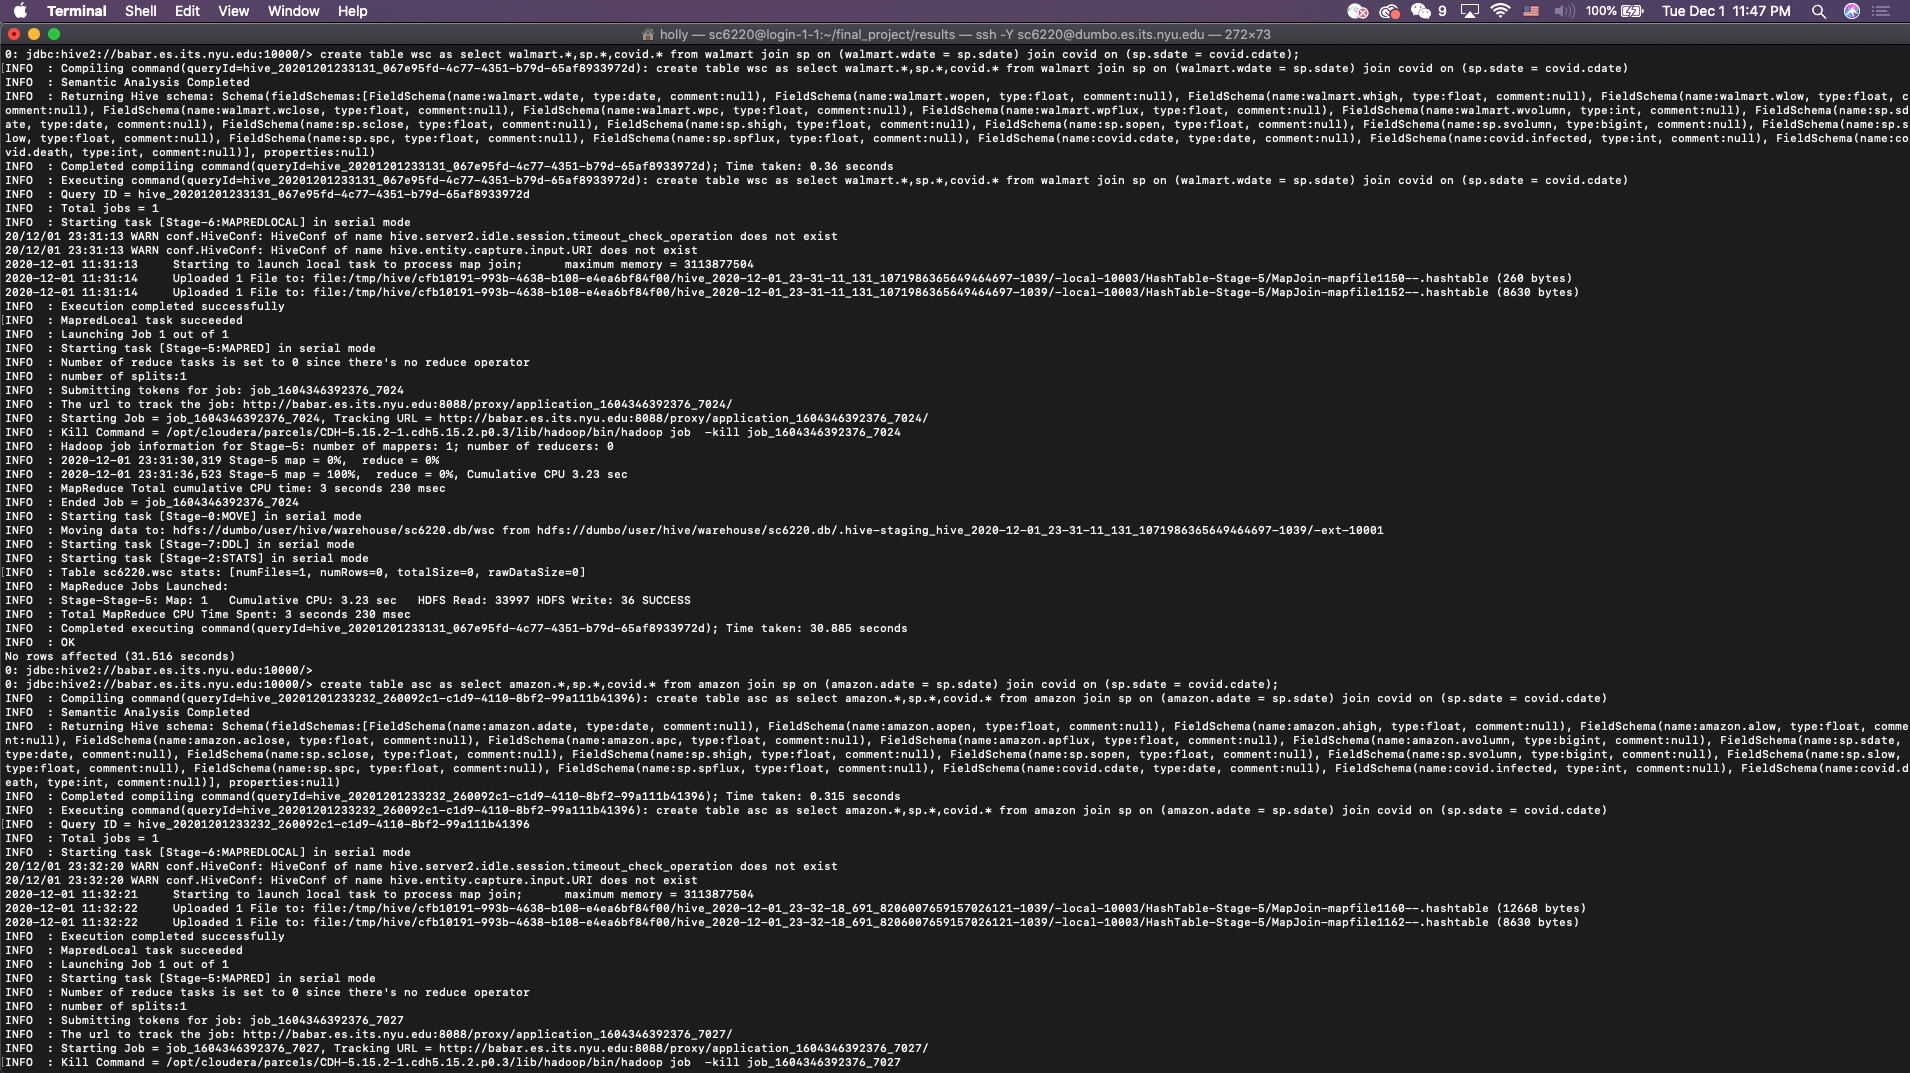 Terminal Shell Edit View Window Help 9 100% Tue Dec 1 11:47 PM
holly — sc6220@login-1-1:~/final_project/results — ssh -Y sc6220@dumbo.es.its.nyu.edu — 272×73
0: jdbc:hive2://babar.es.its.nyu.edu:10000/> create table wsc as select walmart.*,sp.*,covid.* from walmart join sp on (walmart.wdate = sp.sdate) join covid on (sp.sdate = covid.cdate);
[INFO  : Compiling command(queryId=hive_20201201233131_067e95fd-4c77-4351-b79d-65af8933972d): create table wsc as select walmart.*,sp.*,covid.* from walmart join sp on (walmart.wdate = sp.sdate) join covid on (sp.sdate = covid.cdate)
INFO  : Semantic Analysis Completed
INFO  : Returning Hive schema: Schema(fieldSchemas:[FieldSchema(name:walmart.wdate, type:date, comment:null), FieldSchema(name:walmart.wopen, type:float, comment:null), FieldSchema(name:walmart.whigh, type:float, comment:null), FieldSchema(name:walmart.wlow, type:float, c
omment:null), FieldSchema(name:walmart.wclose, type:float, comment:null), FieldSchema(name:walmart.wpc, type:float, comment:null), FieldSchema(name:walmart.wpflux, type:float, comment:null), FieldSchema(name:walmart.wvolumn, type:bigint, comment:null), FieldSchema(name:sp.sd
ate, type:date, comment:null), FieldSchema(name:sp.sclose, type:float, comment:null), FieldSchema(name:sp.shigh, type:float, comment:null), FieldSchema(name:sp.sopen, type:float, comment:null), FieldSchema(name:sp.svolumn, type:bigint, comment:null), FieldSchema(name:sp.s
low, type:float, comment:null), FieldSchema(name:sp.spc, type:float, comment:null), FieldSchema(name:sp.spflux, type:float, comment:null), FieldSchema(name:covid.cdate, type:date, comment:null), FieldSchema(name:covid.infected, type:int, comment:null), FieldSchema(name:co
vid.death, type:int, comment:null)], properties:null)
INFO  : Completed compiling command(queryId=hive_20201201233131_067e95fd-4c77-4351-b79d-65af8933972d); Time taken: 0.36 seconds
INFO  : Executing command(queryId=hive_20201201233131_067e95fd-4c77-4351-b79d-65af8933972d): create table wsc as select walmart.*,sp.*,covid.* from walmart join sp on (walmart.wdate = sp.sdate) join covid on (sp.sdate = covid.cdate)
INFO  : Query ID = hive_20201201233131_067e95fd-4c77-4351-b79d-65af8933972d
INFO  : Total jobs = 1
INFO  : Starting task [Stage-6:MAPREDLOCAL] in serial mode
20/12/01 23:31:13 WARN conf.HiveConf: HiveConf of name hive.server2.idle.session.timeout_check_operation does not exist
20/12/01 23:31:13 WARN conf.HiveConf: HiveConf of name hive.entity.capture.input.URI does not exist
2020-12-01 11:31:13     Starting to launch local task to process map join;      maximum memory = 3113877504
2020-12-01 11:31:14     Uploaded 1 File to: file:/tmp/hive/cfb10191-993b-4638-b108-e4ea6bf84f00/hive_2020-12-01_23-31-11_131_1071986365649464697-1039/-local-10003/HashTable-Stage-5/MapJoin-mapfile1150--.hashtable (260 bytes)
2020-12-01 11:31:14     Uploaded 1 File to: file:/tmp/hive/cfb10191-993b-4638-b108-e4ea6bf84f00/hive_2020-12-01_23-31-11_131_1071986365649464697-1039/-local-10003/HashTable-Stage-5/MapJoin-mapfile1152--.hashtable (8630 bytes)
INFO  : Execution completed successfully
[INFO  : MapredLocal task succeeded
INFO  : Launching Job 1 out of 1
INFO  : Starting task [Stage-5:MAPRED] in serial mode
INFO  : Number of reduce tasks is set to 0 since there's no reduce operator
INFO  : number of splits:1
INFO  : Submitting tokens for job: job_1604346392376_7024
INFO  : The url to track the job: http://babar.es.its.nyu.edu:8088/proxy/application_1604346392376_7024/
INFO  : Starting Job = job_1604346392376_7024, Tracking URL = http://babar.es.its.nyu.edu:8088/proxy/application_1604346392376_7024/
INFO  : Kill Command = /opt/cloudera/parcels/CDH-5.15.2-1.cdh5.15.2.p0.3/lib/hadoop/bin/hadoop job  -kill job_1604346392376_7024
INFO  : Hadoop job information for Stage-5: number of mappers: 1; number of reducers: 0
INFO  : 2020-12-01 23:31:30,319 Stage-5 map = 0%,  reduce = 0%
INFO  : 2020-12-01 23:31:36,523 Stage-5 map = 100%,  reduce = 0%, Cumulative CPU 3.23 sec
INFO  : MapReduce Total cumulative CPU time: 3 seconds 230 msec
INFO  : Ended Job = job_1604346392376_7024
INFO  : Starting task [Stage-0:MOVE] in serial mode
INFO  : Moving data to: hdfs://dumbo/user/hive/warehouse/sc6220.db/wsc from hdfs://dumbo/user/hive/warehouse/sc6220.db/.hive-staging_hive_2020-12-01_23-31-11_131_1071986365649464697-1039/-ext-10001
INFO  : Starting task [Stage-7:DDL] in serial mode
INFO  : Starting task [Stage-2:STATS] in serial mode
[INFO  : Table sc6220.wsc stats: [numFiles=1, numRows=0, totalSize=0, rawDataSize=0]
INFO  : MapReduce Jobs Launched:
INFO  : Stage-Stage-5: Map: 1   Cumulative CPU: 3.23 sec   HDFS Read: 33997 HDFS Write: 36 SUCCESS
INFO  : Total MapReduce CPU Time Spent: 3 seconds 230 msec
INFO  : Completed executing command(queryId=hive_20201201233131_067e95fd-4c77-4351-b79d-65af8933972d); Time taken: 30.885 seconds
INFO  : OK
No rows affected (31.516 seconds)
0: jdbc:hive2://babar.es.its.nyu.edu:10000/>
0: jdbc:hive2://babar.es.its.nyu.edu:10000/> create table asc as select amazon.*,sp.*,covid.* from amazon join sp on (amazon.adate = sp.sdate) join covid on (sp.sdate = covid.cdate);
[INFO  : Compiling command(queryId=hive_20201201233232_260092c1-c1d9-4110-8bf2-99a111b41396): create table asc as select amazon.*,sp.*,covid.* from amazon join sp on (amazon.adate = sp.sdate) join covid on (sp.sdate = covid.cdate)
INFO  : Semantic Analysis Completed
INFO  : Returning Hive schema: Schema(fieldSchemas:[FieldSchema(name:amazon.adate, type:date, comment:null), FieldSchema(name:amazon.aopen, type:float, comment:null), FieldSchema(name:amazon.ahigh, type:float, comment:null), FieldSchema(name:amazon.alow, type:float, comme
nt:null), FieldSchema(name:amazon.aclose, type:float, comment:null), FieldSchema(name:amazon.apc, type:float, comment:null), FieldSchema(name:amazon.apflux, type:float, comment:null), FieldSchema(name:amazon.avolumn, type:bigint, comment:null), FieldSchema(name:sp.sdate, 
type:date, comment:null), FieldSchema(name:sp.sclose, type:float, comment:null), FieldSchema(name:sp.shigh, type:float, comment:null), FieldSchema(name:sp.sopen, type:float, comment:null), FieldSchema(name:sp.svolumn, type:bigint, comment:null), FieldSchema(name:sp.slow, 
type:float, comment:null), FieldSchema(name:sp.spc, type:float, comment:null), FieldSchema(name:sp.spflux, type:float, comment:null), FieldSchema(name:covid.cdate, type:date, comment:null), FieldSchema(name:covid.infected, type:int, comment:null), FieldSchema(name:covid.d
eath, type:int, comment:null)], properties:null)
INFO  : Completed compiling command(queryId=hive_20201201233232_260092c1-c1d9-4110-8bf2-99a111b41396); Time taken: 0.315 seconds
INFO  : Executing command(queryId=hive_20201201233232_260092c1-c1d9-4110-8bf2-99a111b41396): create table asc as select amazon.*,sp.*,covid.* from amazon join sp on (amazon.adate = sp.sdate) join covid on (sp.sdate = covid.cdate)
[INFO  : Query ID = hive_20201201233232_260092c1-c1d9-4110-8bf2-99a111b41396
INFO  : Total jobs = 1
INFO  : Starting task [Stage-6:MAPREDLOCAL] in serial mode
20/12/01 23:32:20 WARN conf.HiveConf: HiveConf of name hive.server2.idle.session.timeout_check_operation does not exist
20/12/01 23:32:20 WARN conf.HiveConf: HiveConf of name hive.entity.capture.input.URI does not exist
2020-12-01 11:32:21     Starting to launch local task to process map join;      maximum memory = 3113877504
2020-12-01 11:32:22     Uploaded 1 File to: file:/tmp/hive/cfb10191-993b-4638-b108-e4ea6bf84f00/hive_2020-12-01_23-32-18_691_8206007659157026121-1039/-local-10003/HashTable-Stage-5/MapJoin-mapfile1160--.hashtable (12668 bytes)
2020-12-01 11:32:22     Uploaded 1 File to: file:/tmp/hive/cfb10191-993b-4638-b108-e4ea6bf84f00/hive_2020-12-01_23-32-18_691_8206007659157026121-1039/-local-10003/HashTable-Stage-5/MapJoin-mapfile1162--.hashtable (8630 bytes)
INFO  : Execution completed successfully
INFO  : MapredLocal task succeeded
INFO  : Launching Job 1 out of 1
INFO  : Starting task [Stage-5:MAPRED] in serial mode
INFO  : Number of reduce tasks is set to 0 since there's no reduce operator
INFO  : number of splits:1
INFO  : Submitting tokens for job: job_1604346392376_7027
INFO  : The url to track the job: http://babar.es.its.nyu.edu:8088/proxy/application_1604346392376_7027/
INFO  : Starting Job = job_1604346392376_7027, Tracking URL = http://babar.es.its.nyu.edu:8088/proxy/application_1604346392376_7027/
[INFO  : Kill Command = /opt/cloudera/parcels/CDH-5.15.2-1.cdh5.15.2.p0.3/lib/hadoop/bin/hadoop job  -kill job_1604346392376_7027